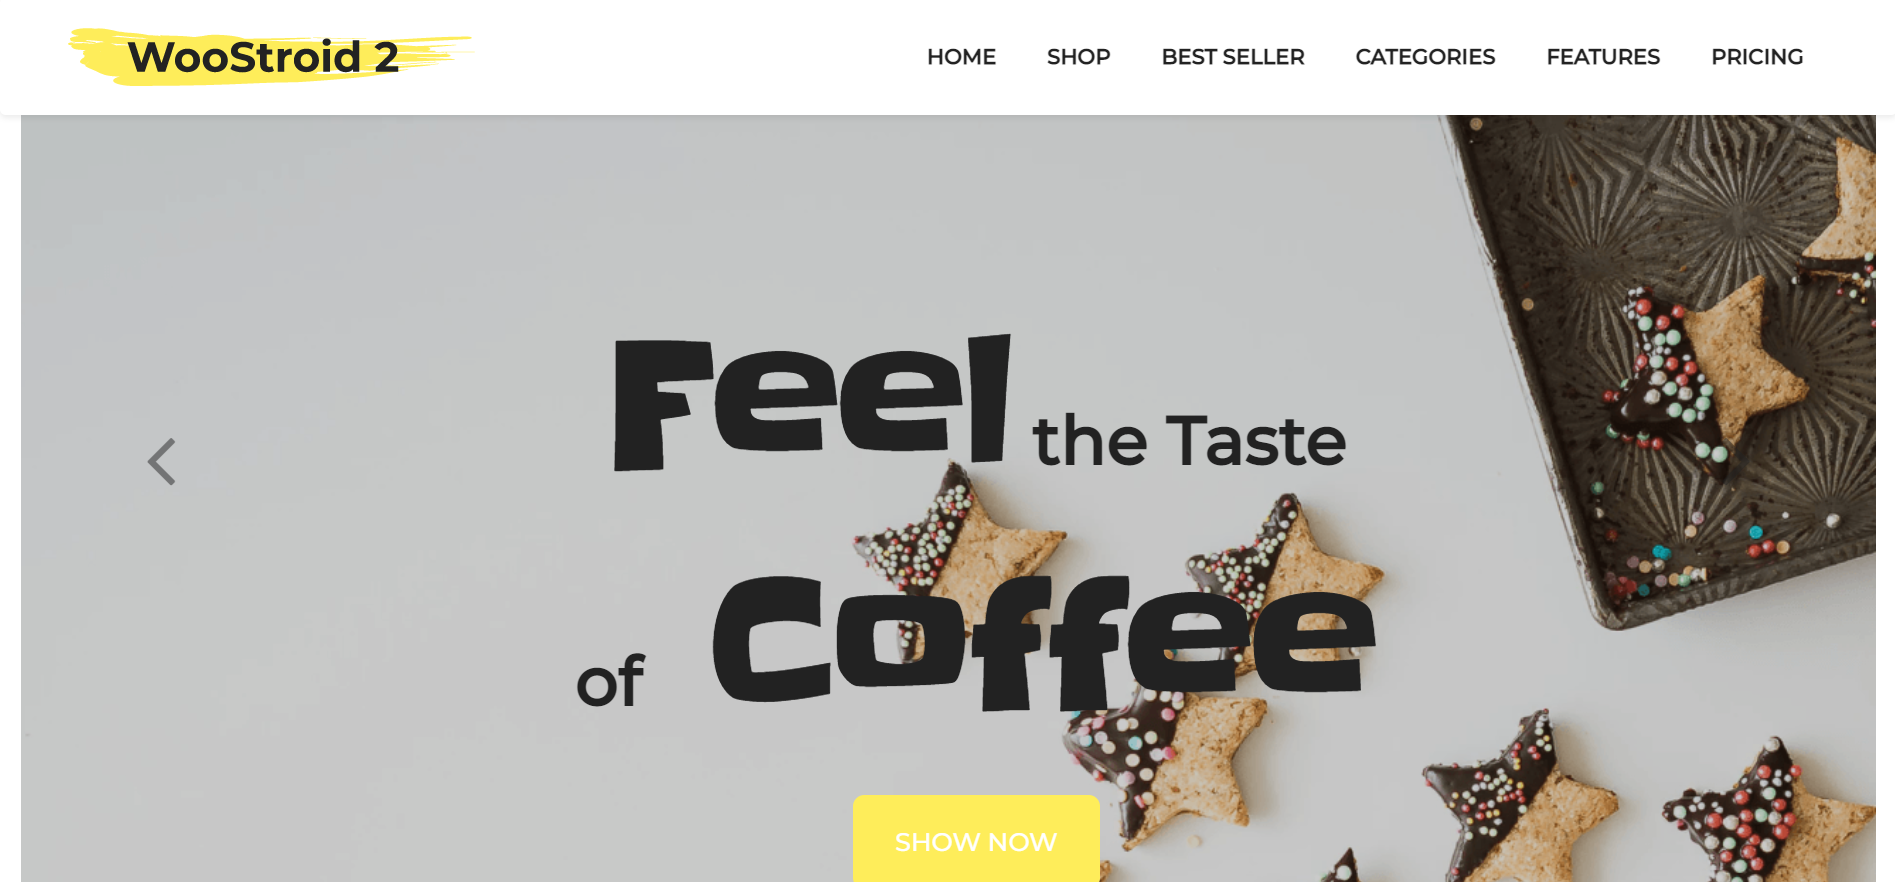 WooStroid 2
HOME SHOP BEST SELLER CATEGORIES FEATURES PRICING
Feel the Taste
of Coffee
SHOW NOW